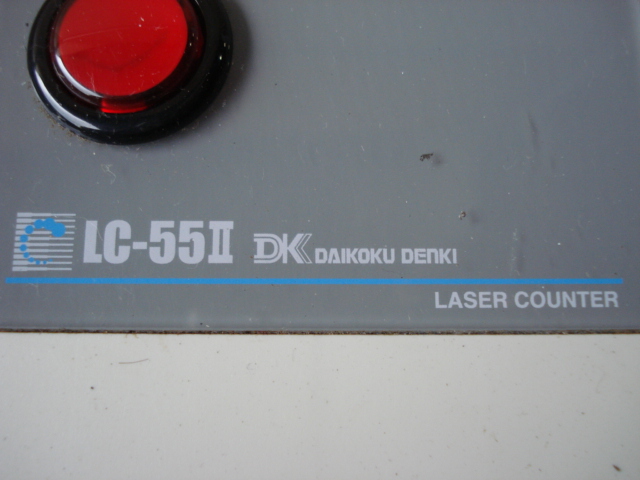 LC-55II DK DAIKOKU DENKI
LASER COUNTER